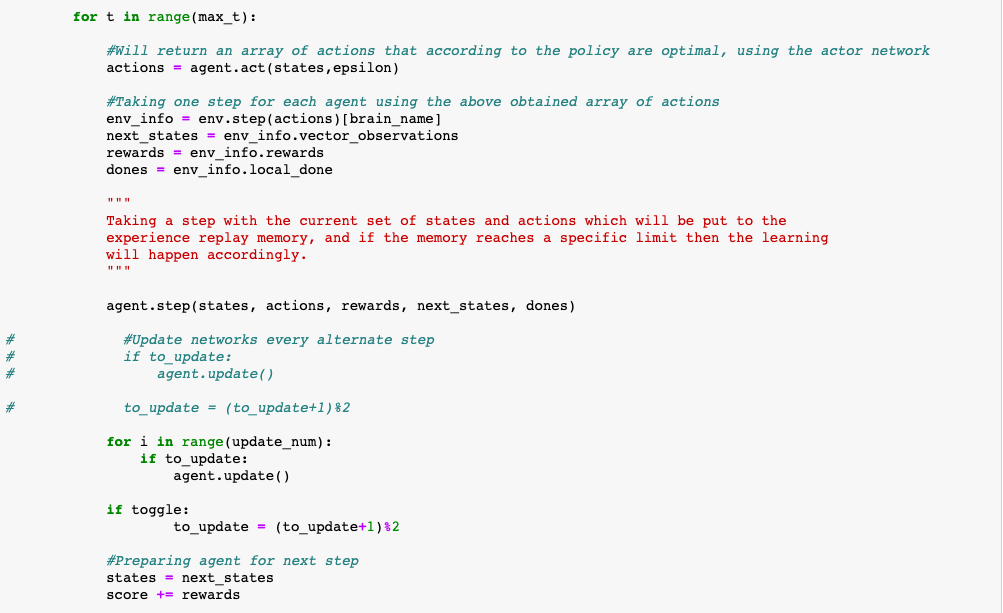 for t in range(max_t):
#Will return an array of actions that according to the policy are optimal, using the actor network
actions = agent.act(states,epsilon)
#Taking one step for each agent using the above obtained array of actions
env_info = env.step(actions)[brain_name]
next_states = env_info.vector_observations
rewards = env_info.rewards
dones = env_info.local_done
"""
Taking a step with the current set of states and actions which will be put to the
experience replay memory, and if the memory reaches a specific limit then the learning
will happen accordingly.
"""
agent.step(states, actions, rewards, next_states, dones)
#            #Update networks every alternate step
#            if to_update:
#                agent.update()
#            to_update = (to_update+1)%2
for i in range(update_num):
if to_update:
agent.update()
if toggle:
to_update = (to_update+1)%2
#Preparing agent for next step
states = next_states
score += rewards